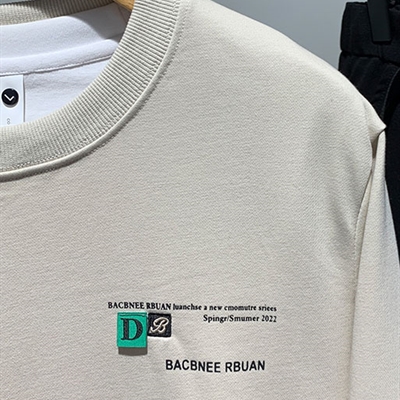 BACBNEE RBUAN luanchse a new cmomutre sriees
Spingr/Smumer 2022
D B
BACBNEE RBUAN